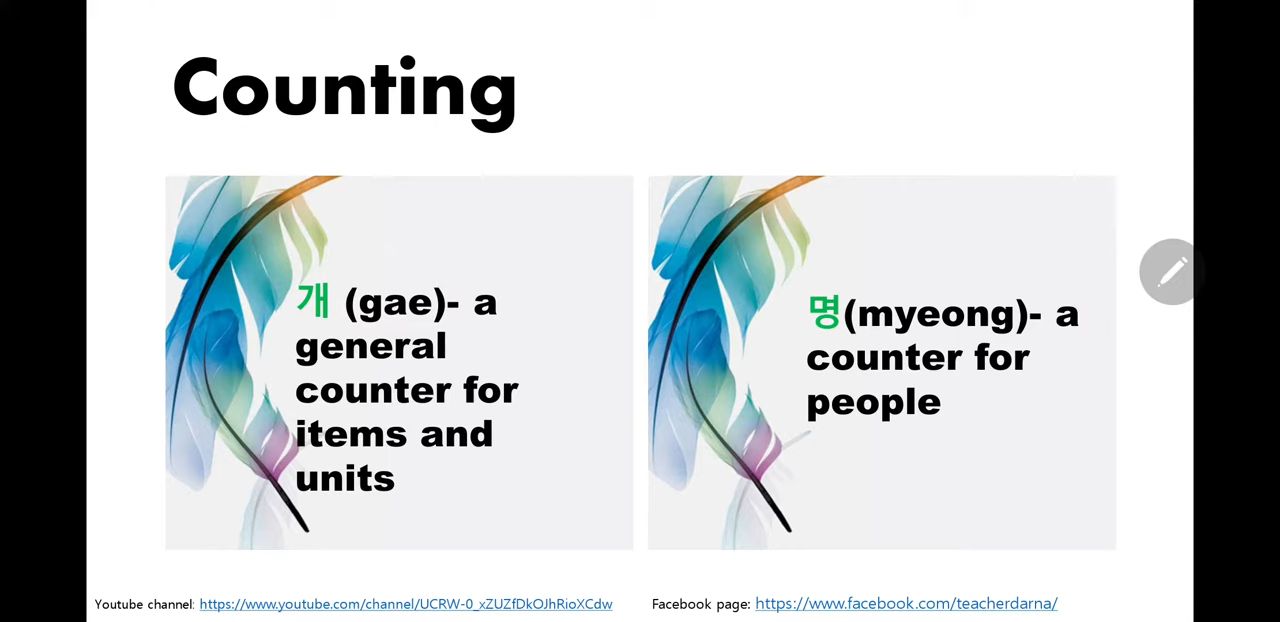 Counting
개 (gae)- a
general
counter for
items and
units
명(myeong)- a
counter for
people
Youtube channel: https://www.youtube.com/channel/UCRW-0_xZUZfDkOJhRioXCdw
Facebook page: https://www.facebook.com/teacherdarna/